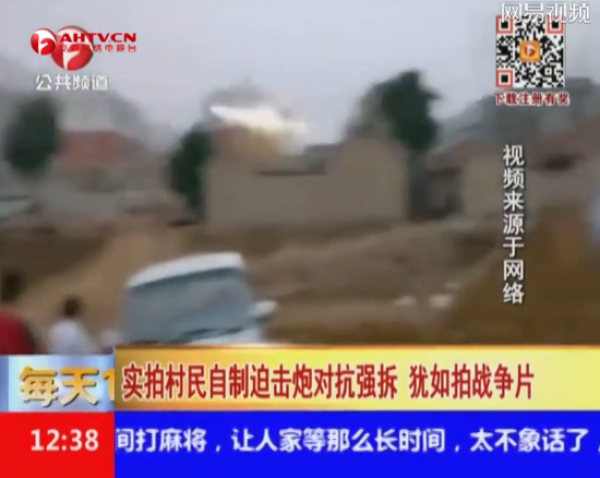 网易视频
AHTVCN
公共频道
下载注册有奖
视频来源于网络
每天1
实拍村民自制迫击炮对抗强拆 犹如拍战争片
12:38
间打麻将，让人家等那么长时间，太不象话了，